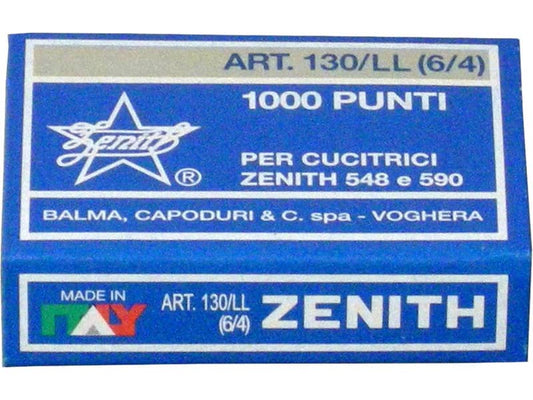 ART. 130/LL (6/4)
1000 PUNTI
Zenith
®
PER CUCITRICI
ZENITH 548 e 590
BALMA, CAPODURI & C. spa - VOGHERA
MADE IN
ITALY
ART. 130/LL
(6/4)
ZENITH